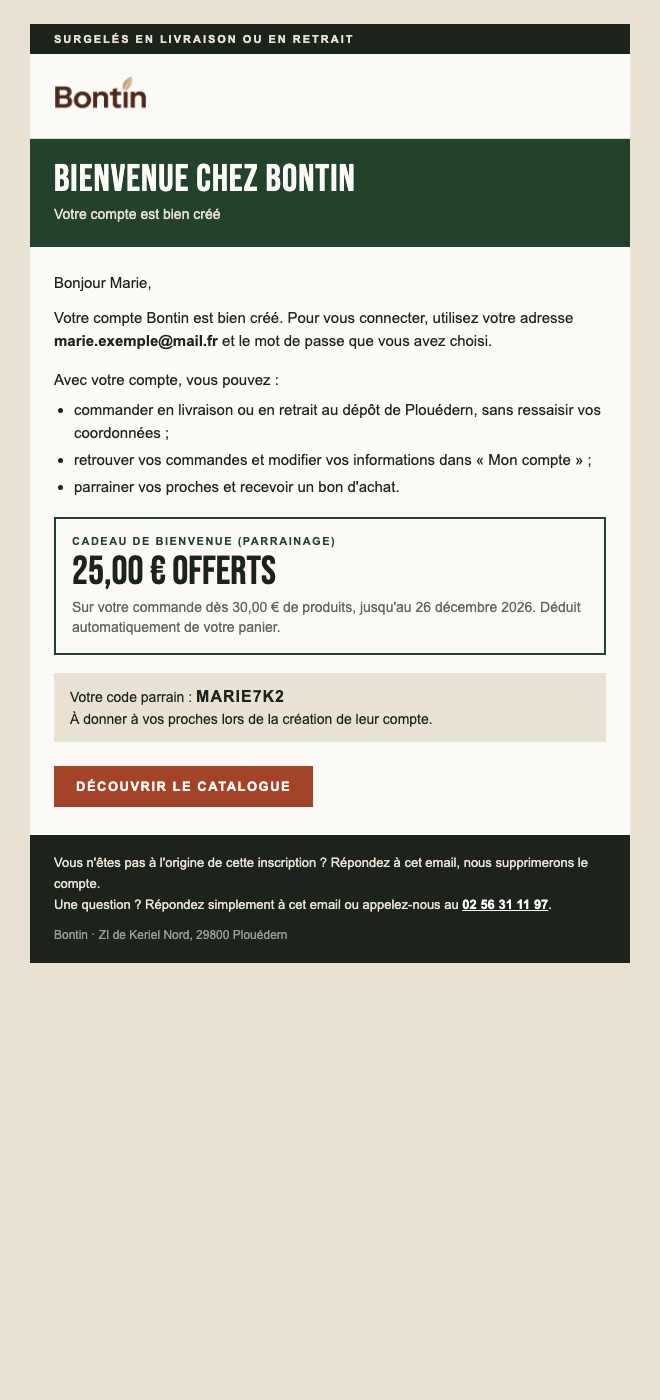 SURGELÉS EN LIVRAISON OU EN RETRAIT
Bontin
BIENVENUE CHEZ BONTIN
Votre compte est bien créé
Bonjour Marie,
Votre compte Bontin est bien créé. Pour vous connecter, utilisez votre adresse
marie.exemple@mail.fr et le mot de passe que vous avez choisi.
Avec votre compte, vous pouvez :
• commander en livraison ou en retrait au dépôt de Plouédern, sans ressaisir vos
coordonnées ;
• retrouver vos commandes et modifier vos informations dans « Mon compte » ;
• parrainer vos proches et recevoir un bon d'achat.
CADEAU DE BIENVENUE (PARRAINAGE)
25,00 € OFFERTS
Sur votre commande dès 30,00 € de produits, jusqu'au 26 décembre 2026. Déduit
automatiquement de votre panier.
Votre code parrain : MARIE7K2
À donner à vos proches lors de la création de leur compte.
DÉCOUVRIR LE CATALOGUE
Vous n'êtes pas à l'origine de cette inscription ? Répondez à cet email, nous supprimerons le
compte.
Une question ? Répondez simplement à cet email ou appelez-nous au 02 56 31 11 97.
Bontin · ZI de Keriel Nord, 29800 Plouédern